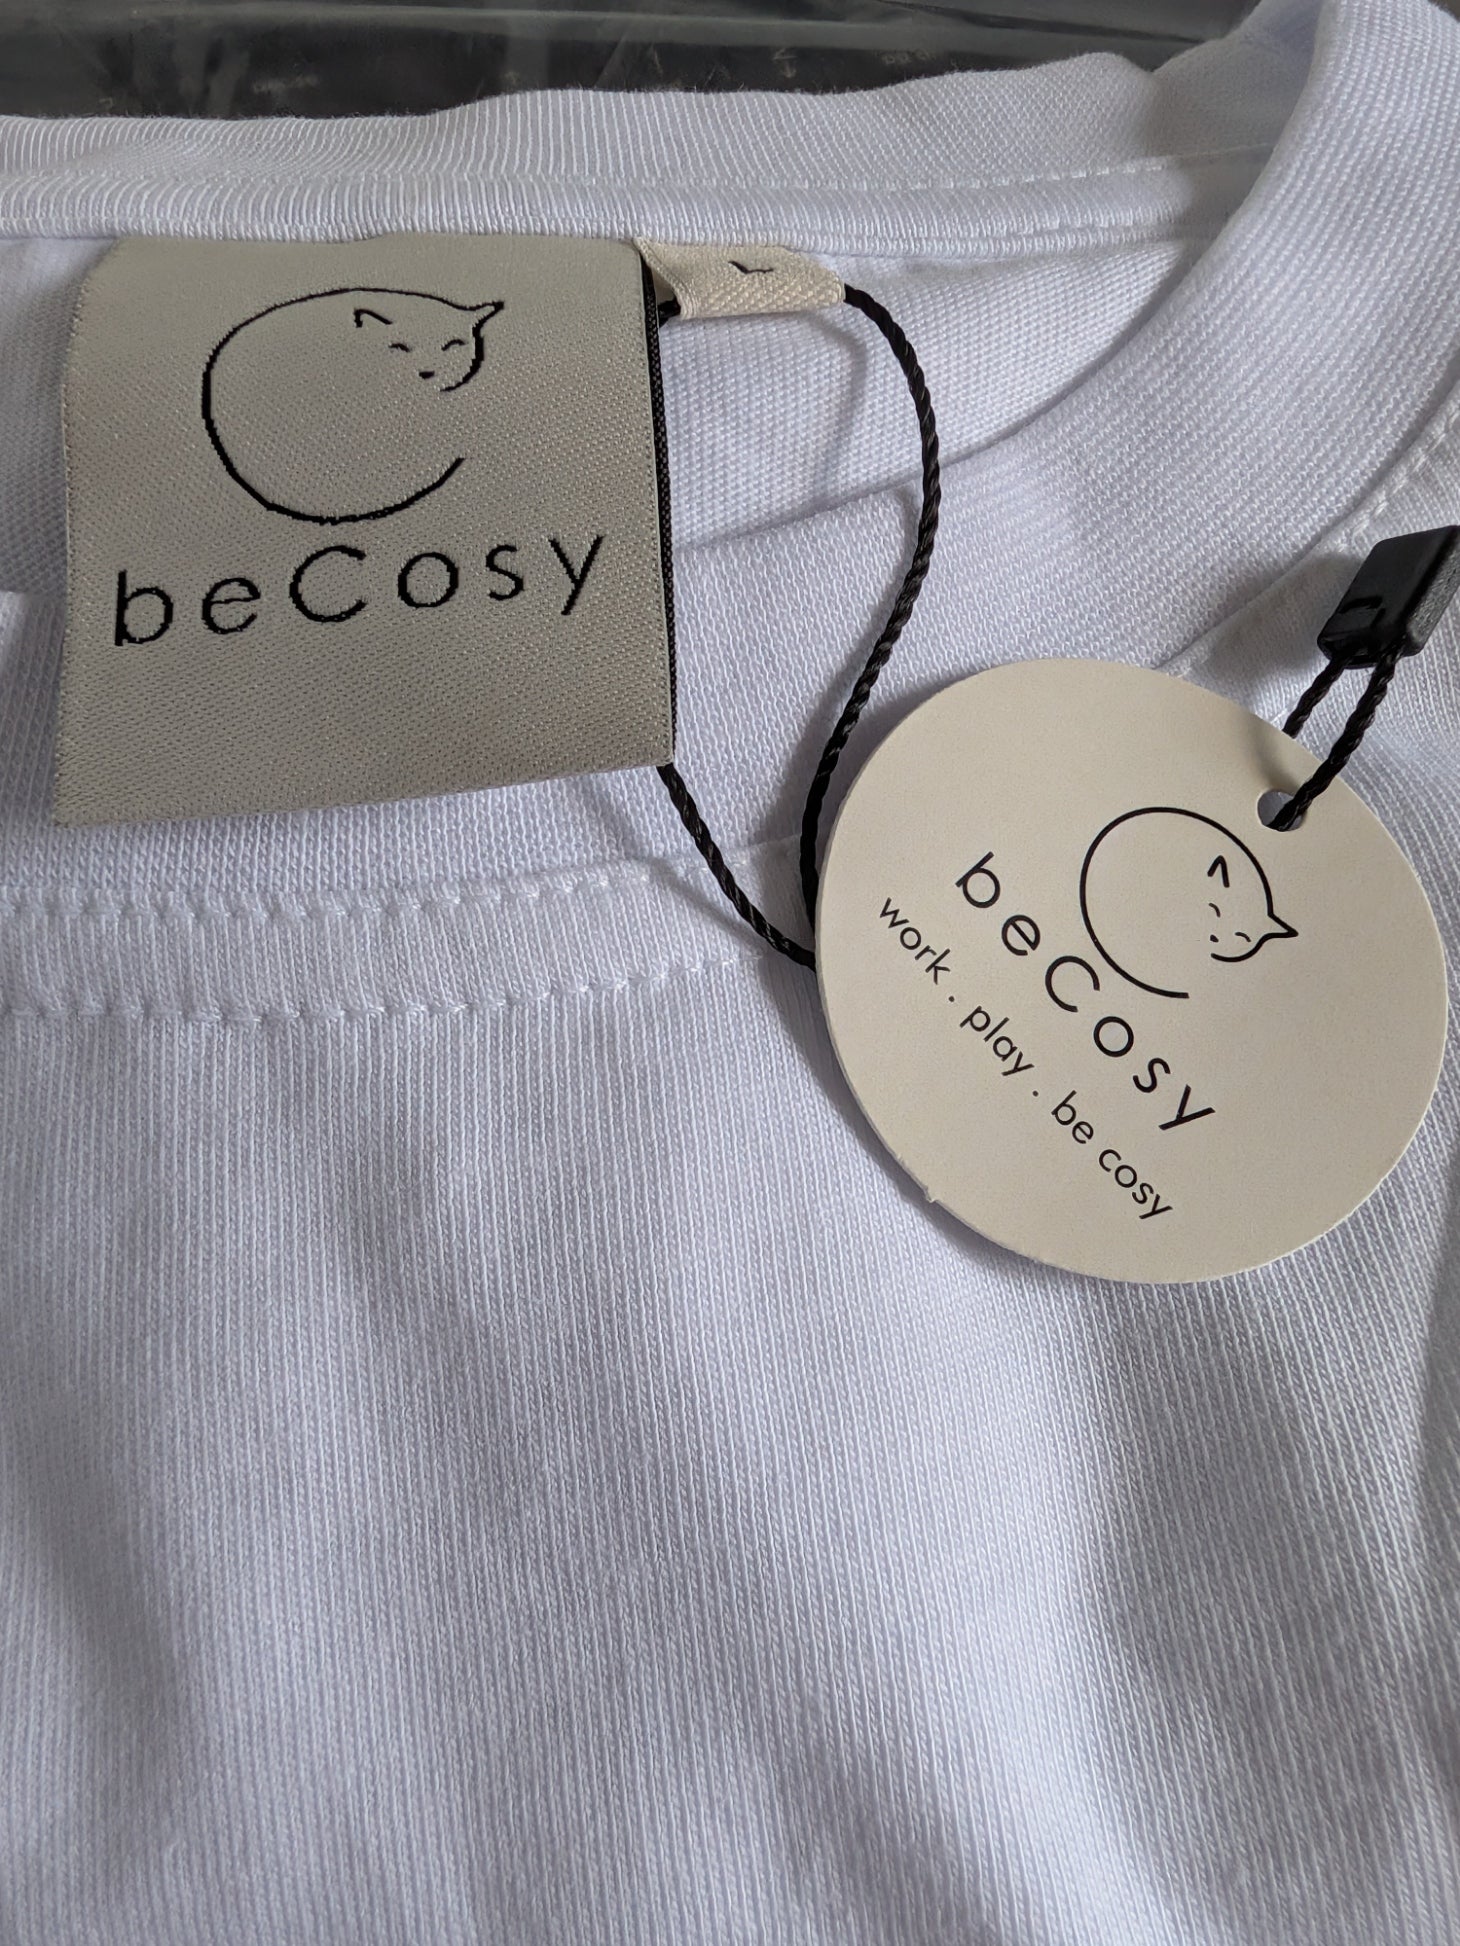 beCosy
L
beCosy
work . play . be cosy